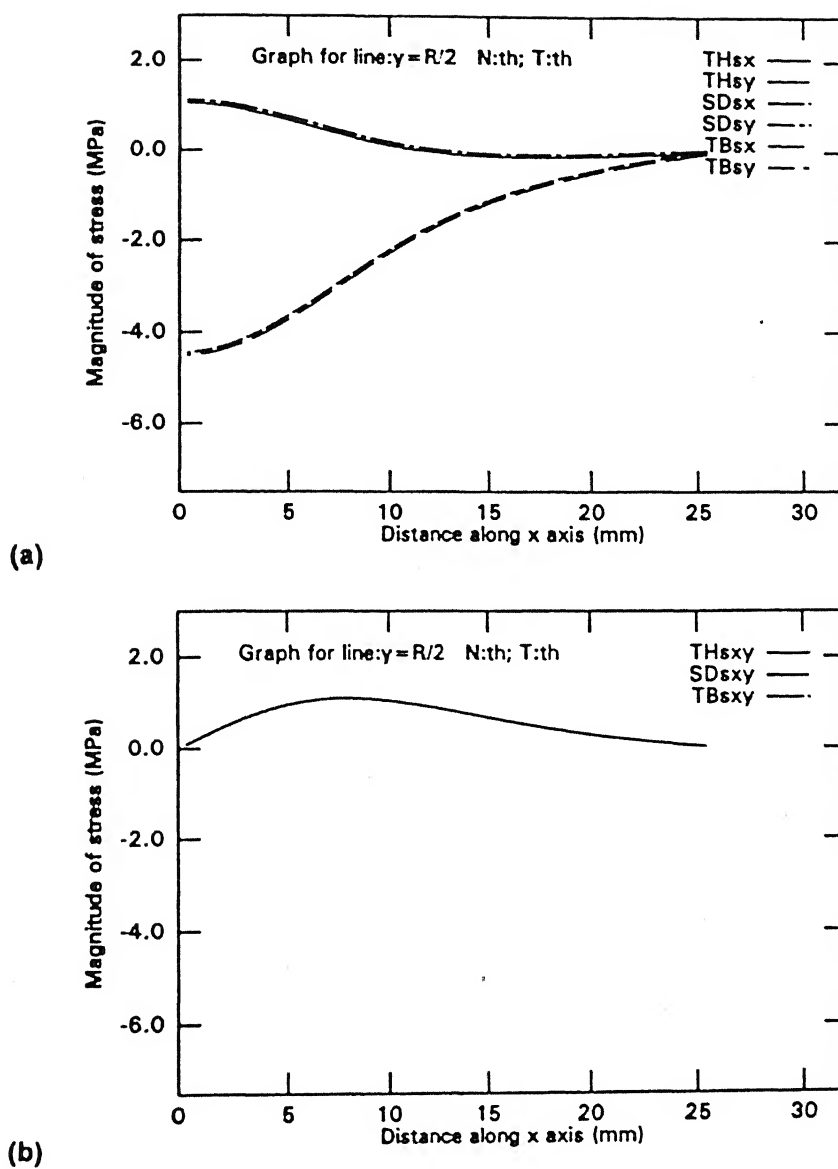 Graph for line:y=R/2 N:th; T:th
THsx
THsy
SDsx
SDsy
TBsx
TBsy
Magnitude of stress (MPa)
2.0
0.0
-2.0
-4.0
-6.0
0 5 10 15 20 25 30
Distance along x axis (mm)
(a)
Graph for line:y=R/2 N:th; T:th
THsxy
SDsxy
TBsxy
Magnitude of stress (MPa)
2.0
0.0
-2.0
-4.0
-6.0
0 5 10 15 20 25 30
Distance along x axis (mm)
(b)